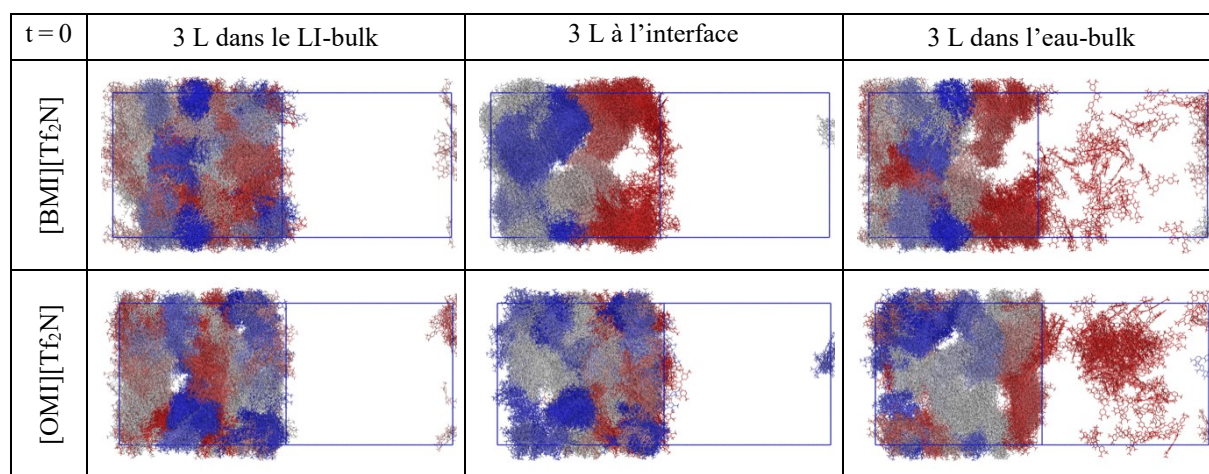 t = 0
3 L dans le LI-bulk
3 L à l’interface
3 L dans l’eau-bulk
[BMI][Tf₂N]
[OMI][Tf₂N]